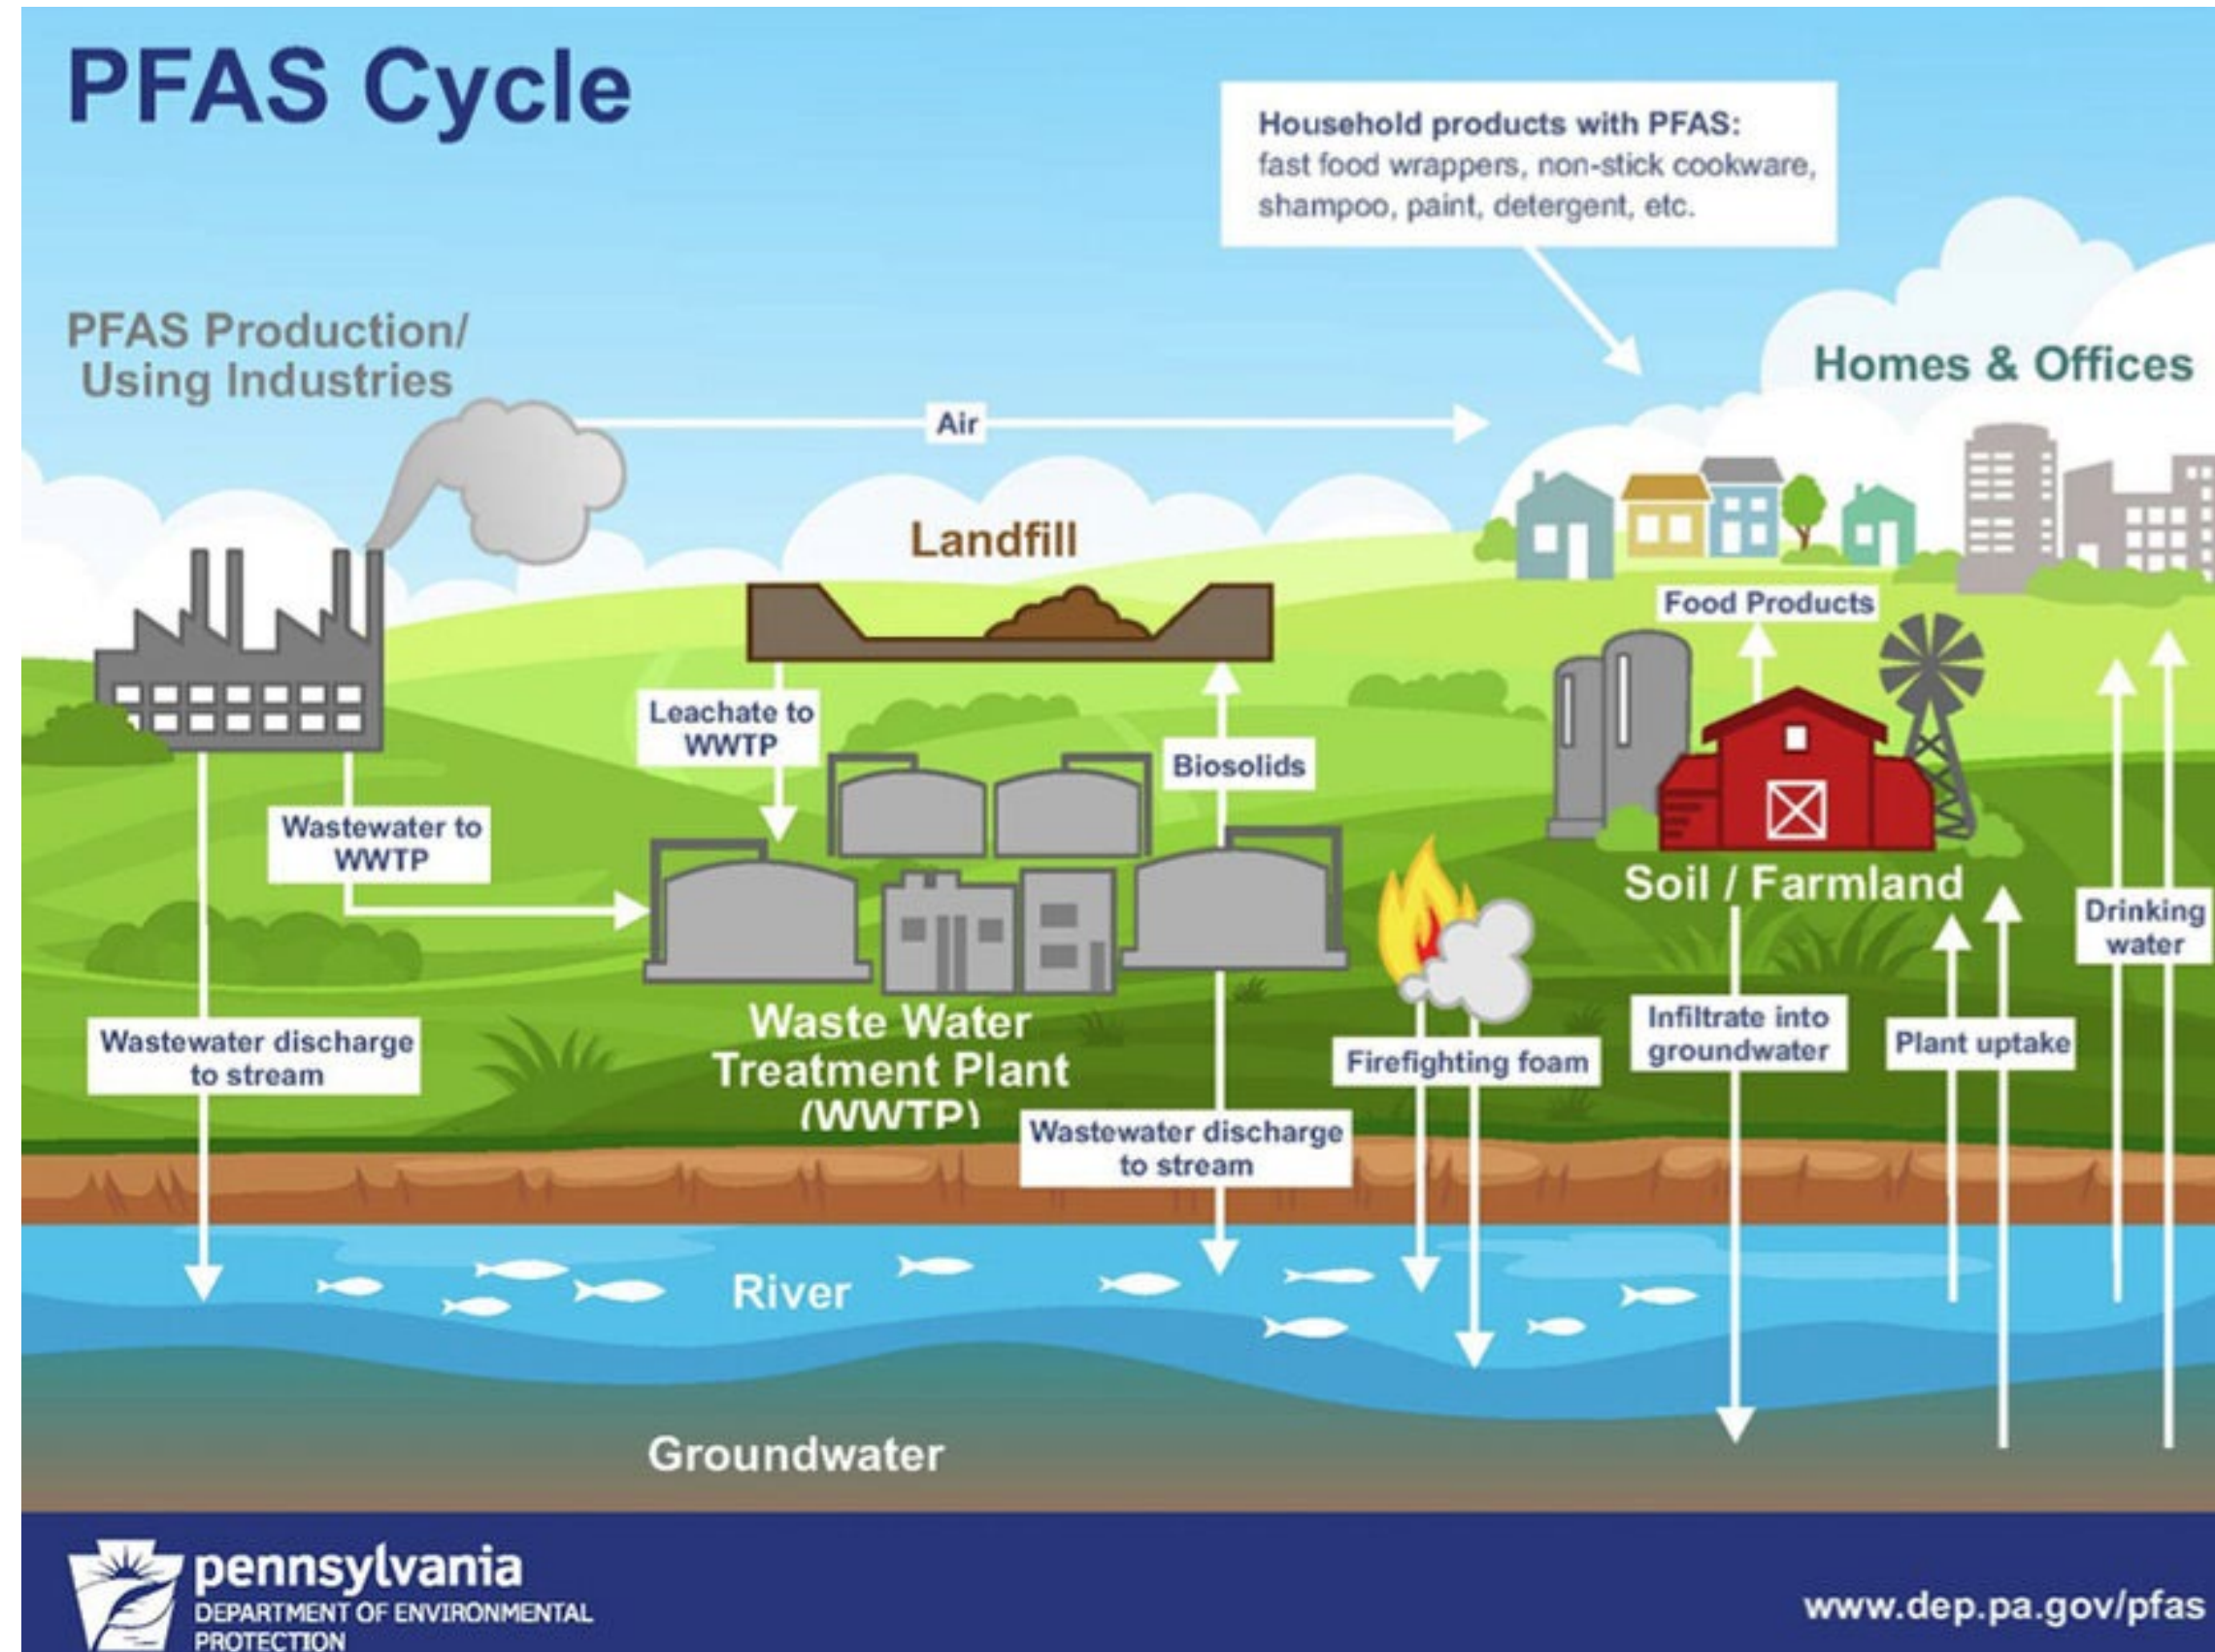 PFAS Cycle
Household products with PFAS:
fast food wrappers, non-stick cookware,
shampoo, paint, detergent, etc.
PFAS Production/
Using Industries
Homes & Offices
Air
Landfill
Food Products
Leachate to
WWTP
Biosolids
Wastewater to
WWTP
Soil / Farmland
Drinking
water
Waste Water
Treatment Plant
(WWTP)
Infiltrate into
groundwater
Plant uptake
Wastewater discharge
to stream
Firefighting foam
Wastewater discharge
to stream
River
Groundwater
pennsylvania
DEPARTMENT OF ENVIRONMENTAL
PROTECTION
www.dep.pa.gov/pfas